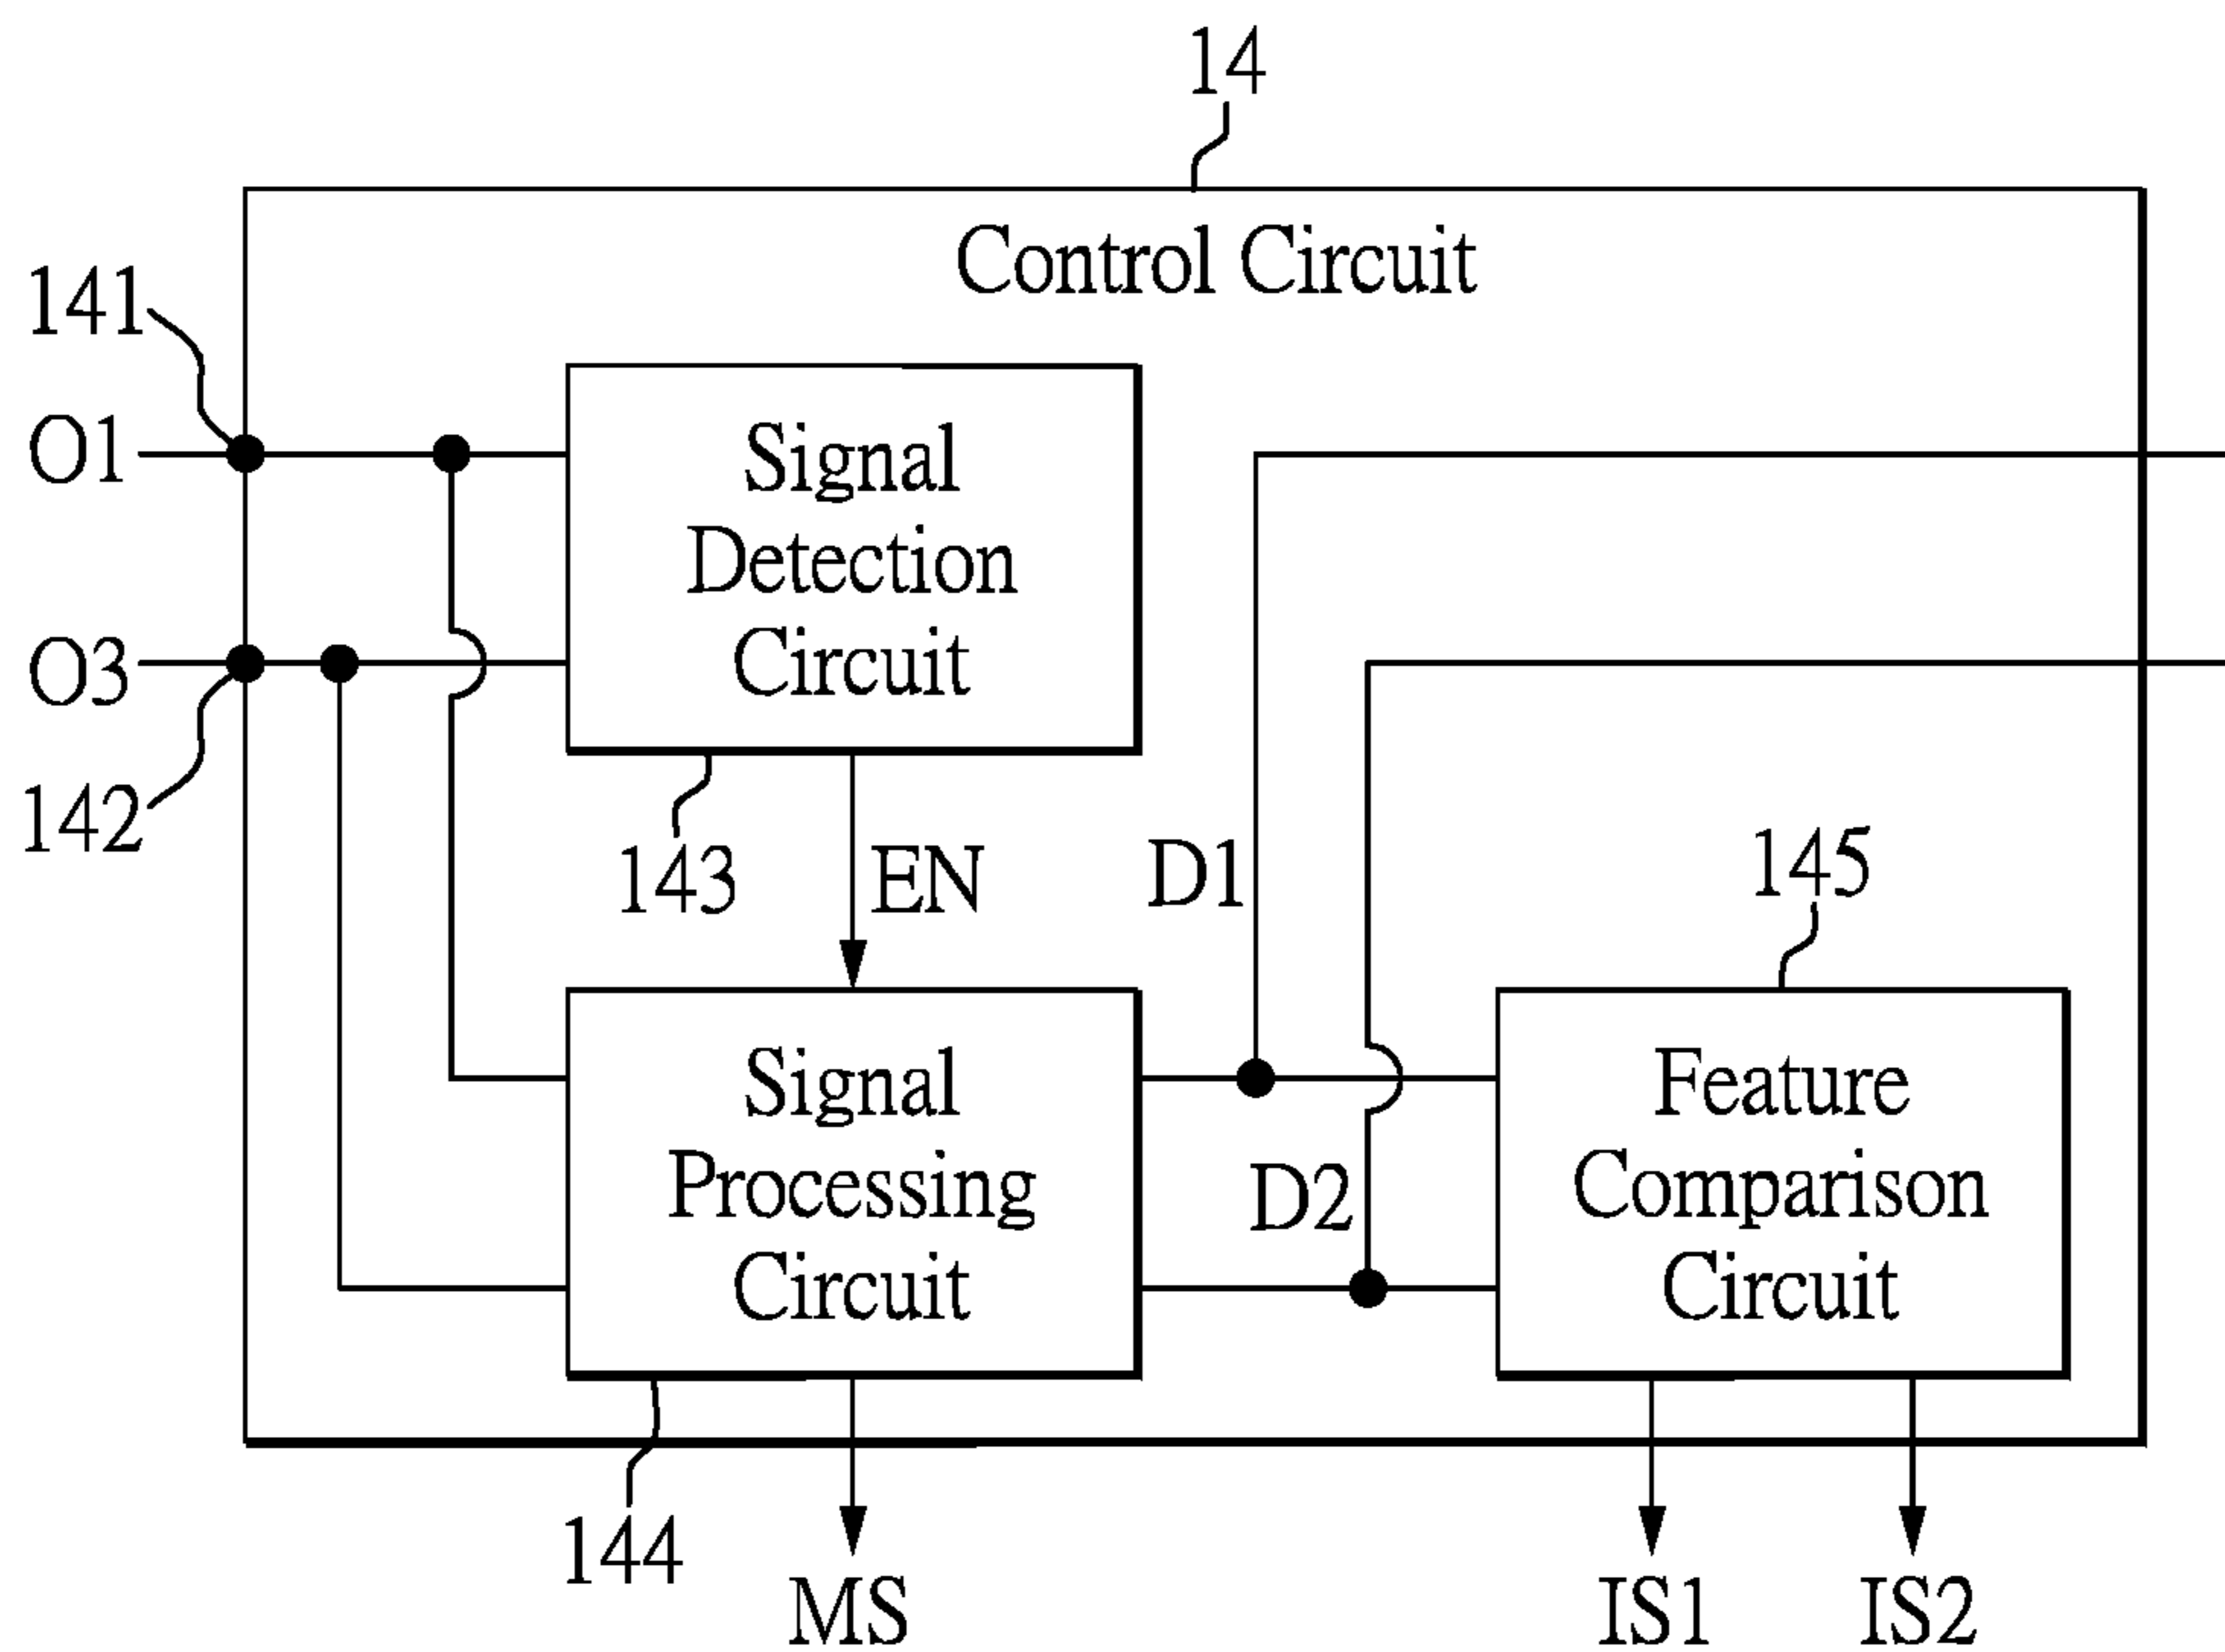 14
Control Circuit
141
O1
Signal
Detection
Circuit
O3
142
143
EN
D1
145
Signal
Processing
Circuit
D2
Feature
Comparison
Circuit
144
MS
IS1
IS2